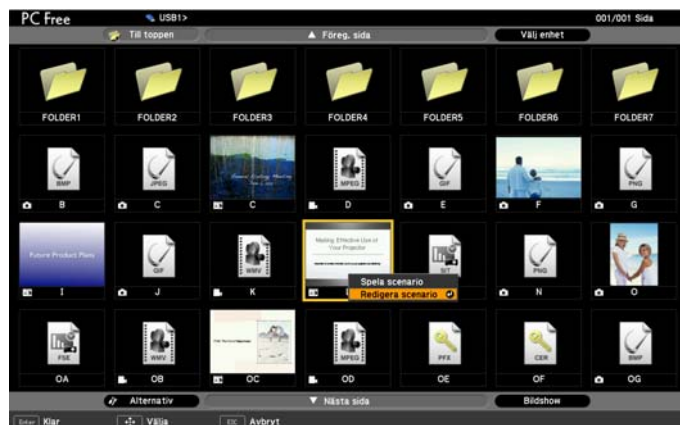 PC Free USB1> 001/001 Sida
Till toppen Föreg. sida Välj enhet
FOLDER1 FOLDER2 FOLDER3 FOLDER4 FOLDER5 FOLDER6 FOLDER7
BMP JPEG MPEG GIF PNG
B C C D E F G
Future Product Plans GIF WMV Making Effective Use of
Your Projector SIT PNG
Spela scenario
Redigera scenario
I J K N O
FSE WMV MPEG PFX CER BMP
OA OB OC OD OE OF OG
Alternativ Nästa sida Bildshow
Enter Klar Välja ESC Avbryt